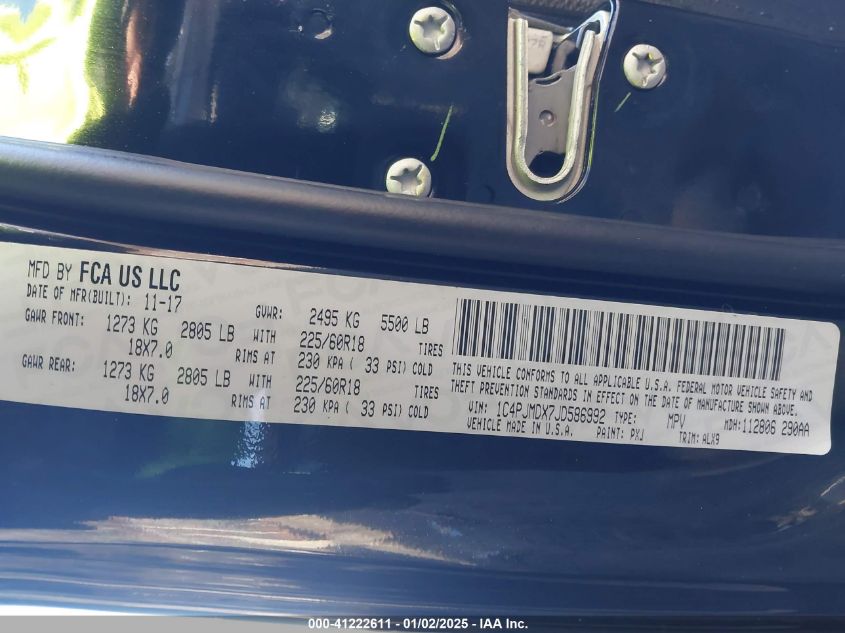 MFD BY FCA US LLC
DATE OF MFR(BUILT): 11-17 GVWR: 2495 KG 5500 LB
GAWR FRONT: 1273 KG 2805 LB WITH 225/60R18 TIRES
18X7.0 RIMS AT 230 KPA ( 33 PSI) COLD
GAWR REAR: 1273 KG 2805 LB WITH 225/60R18 TIRES
18X7.0 RIMS AT 230 KPA ( 33 PSI) COLD
THIS VEHICLE CONFORMS TO ALL APPLICABLE U.S.A. FEDERAL MOTOR VEHICLE SAFETY AND
THEFT PREVENTION STANDARDS IN EFFECT ON THE DATE OF MANUFACTURE SHOWN ABOVE.
VIN: 1C4PJMDX7JD586992 TYPE: MPV MDH: 112806 290AA
VEHICLE MADE IN U.S.A. PAINT: PXJ TRIM: ALX9
000-41222611 - 01/02/2025 - IAAI Inc.